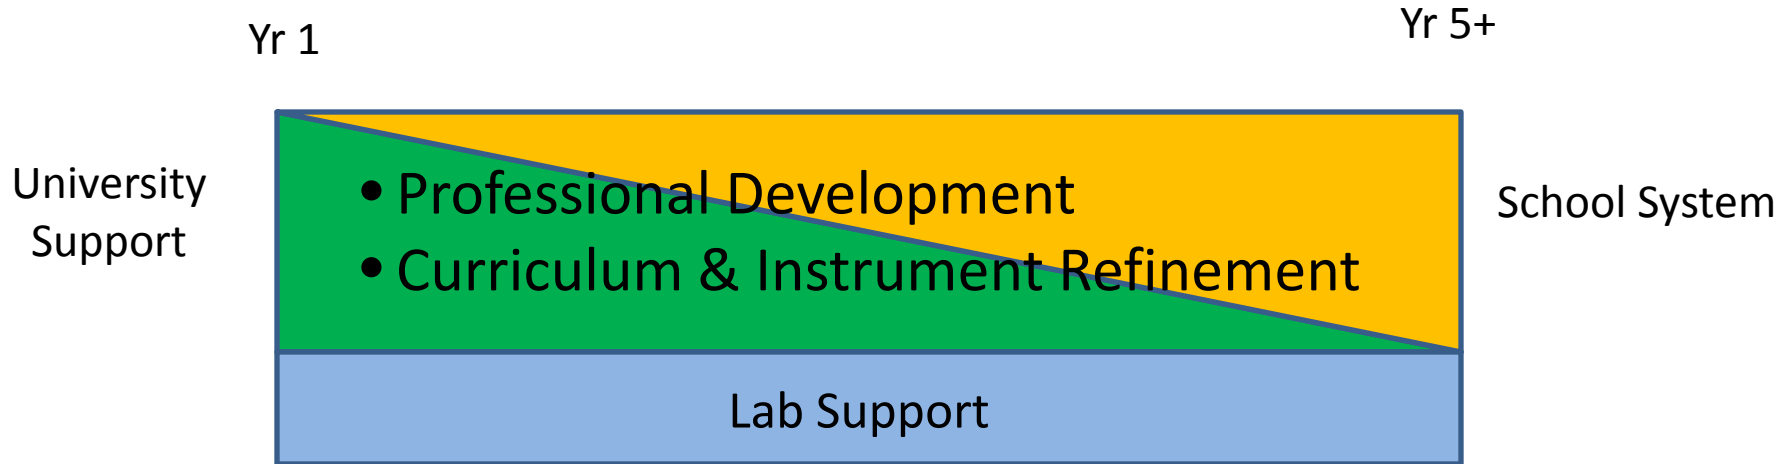 Yr 1
Yr 5+
University
Support
• Professional Development
• Curriculum & Instrument Refinement
School System
Lab Support